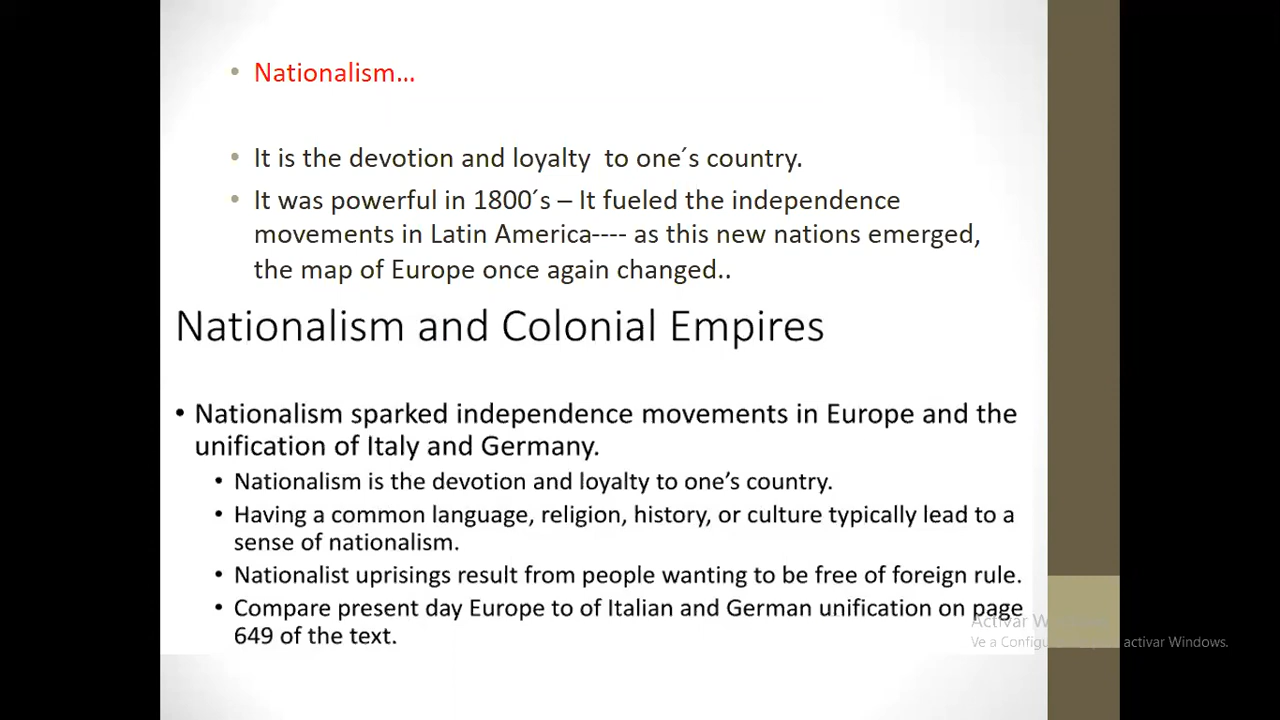 • Nationalism...
• It is the devotion and loyalty  to one´s country.
• It was powerful in 1800´s – It fueled the independence
movements in Latin America---- as this new nations emerged,
the map of Europe once again changed..
Nationalism and Colonial Empires
• Nationalism sparked independence movements in Europe and the
unification of Italy and Germany.
• Nationalism is the devotion and loyalty to one's country.
• Having a common language, religion, history, or culture typically lead to a
sense of nationalism.
• Nationalist uprisings result from people wanting to be free of foreign rule.
• Compare present day Europe to of Italian and German unification on page
649 of the text.
Activar
Ve a activar Windows.